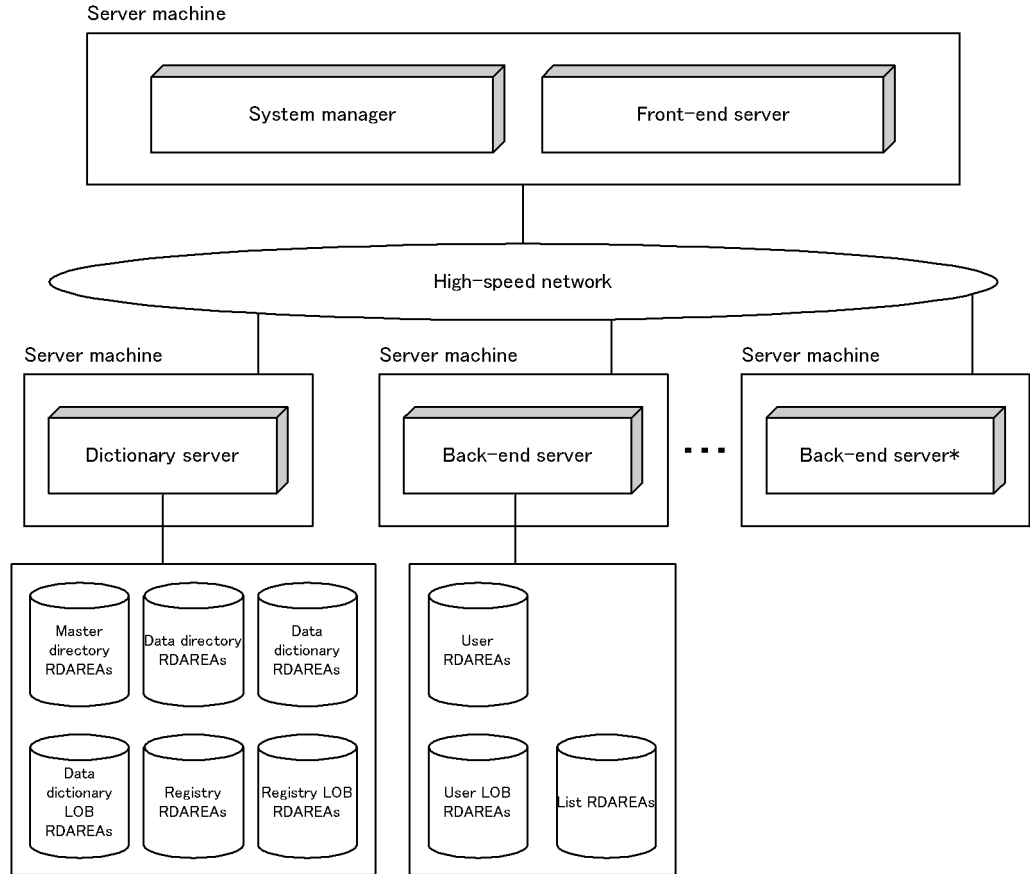 Server machine
System manager
Front-end server
High-speed network
Server machine
Server machine
Server machine
Dictionary server
Back-end server
...
Back-end server*
Master
directory
RDAREAs
Data directory
RDAREAs
Data
dictionary
RDAREAs
User
RDAREAs
Data
dictionary
LOB
RDAREAs
Registry
RDAREAs
Registry LOB
RDAREAs
User LOB
RDAREAs
List RDAREAs